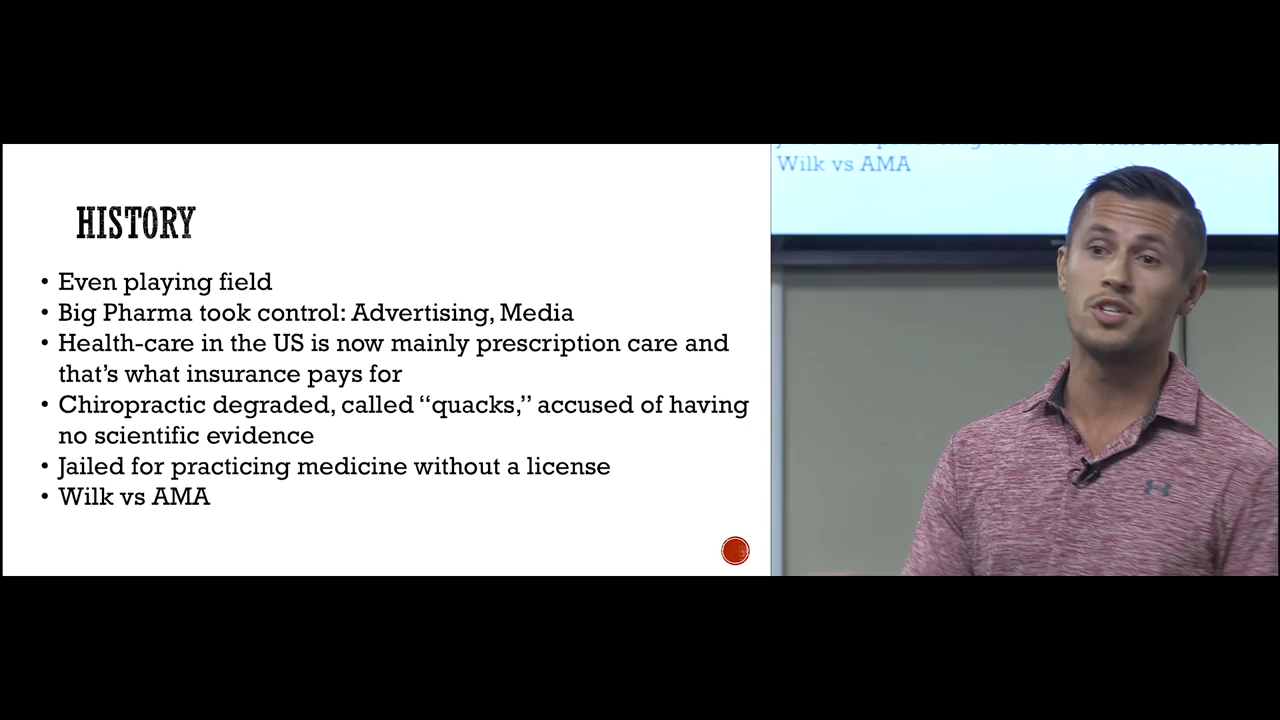 HISTORY
• Even playing field
• Big Pharma took control: Advertising, Media
• Health-care in the US is now mainly prescription care and
that’s what insurance pays for
• Chiropractic degraded, called “quacks,” accused of having
no scientific evidence
• Jailed for practicing medicine without a license
• Wilk vs AMA
Wilk vs AMA